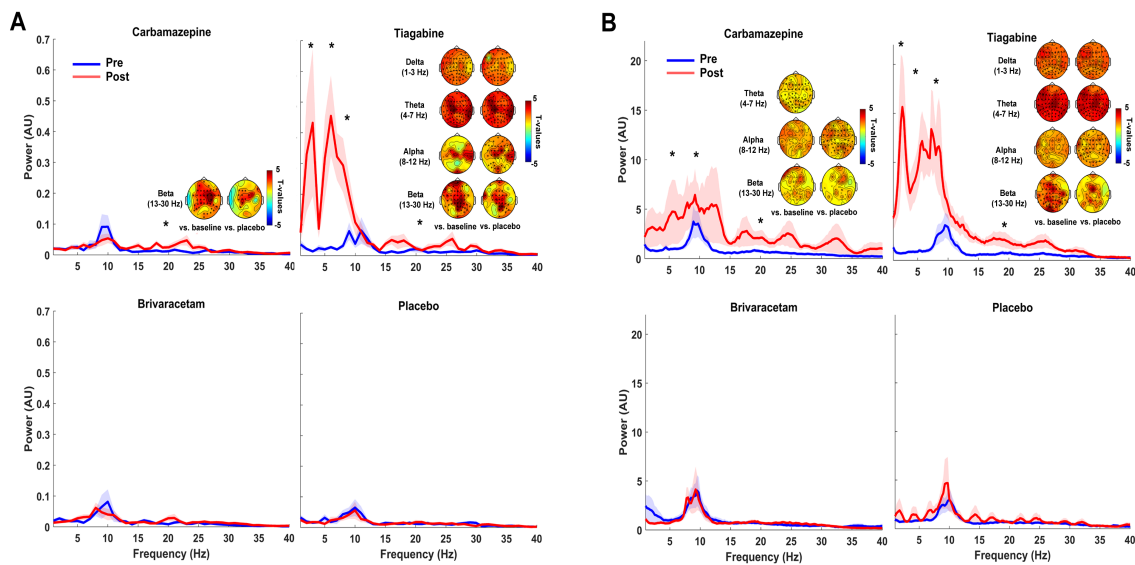 A
Carbamazepine
Tiagabine
0.7
0.6
0.5
0.4
0.3
0.2
0.1
0
Power (AU)
Pre
Post
*
Beta
(13-30 Hz)
vs. baseline vs. placebo
5
-5
T-values
5 10 15 20 25 30 35 40
* * * *
Delta
(1-3 Hz)
Theta
(4-7 Hz)
Alpha
(8-12 Hz)
Beta
(13-30 Hz)
vs. baseline vs. placebo
5
-5
T-values
5 10 15 20 25 30 35 40
Brivaracetam
Placebo
0.7
0.6
0.5
0.4
0.3
0.2
0.1
0
Power (AU)
5 10 15 20 25 30 35 40
Frequency (Hz)
5 10 15 20 25 30 35 40
Frequency (Hz)
B
Carbamazepine
Tiagabine
20
15
10
5
0
Power (AU)
Pre
Post
* * *
Theta
(4-7 Hz)
Alpha
(8-12 Hz)
Beta
(13-30 Hz)
vs. baseline vs. placebo
5
-5
T-values
5 10 15 20 25 30 35 40
* * * *
Delta
(1-3 Hz)
Theta
(4-7 Hz)
Alpha
(8-12 Hz)
Beta
(13-30 Hz)
vs. baseline vs. placebo
5
-5
T-values
5 10 15 20 25 30 35 40
Brivaracetam
Placebo
20
15
10
5
0
Power (AU)
5 10 15 20 25 30 35 40
Frequency (Hz)
5 10 15 20 25 30 35 40
Frequency (Hz)